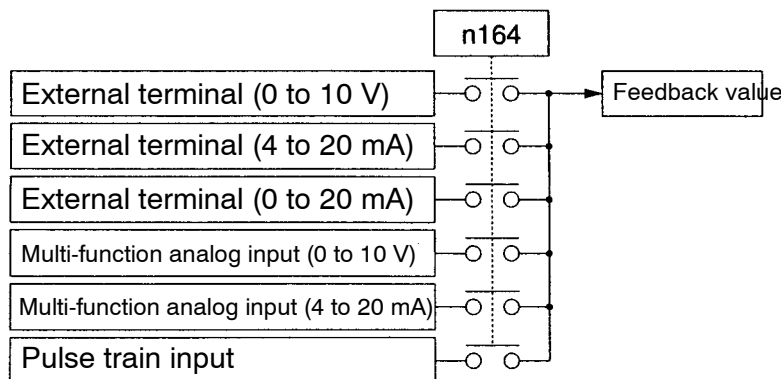 n164
External terminal (0 to 10 V)
Feedback value
External terminal (4 to 20 mA)
External terminal (0 to 20 mA)
Multi-function analog input (0 to 10 V)
Multi-function analog input (4 to 20 mA)
Pulse train input